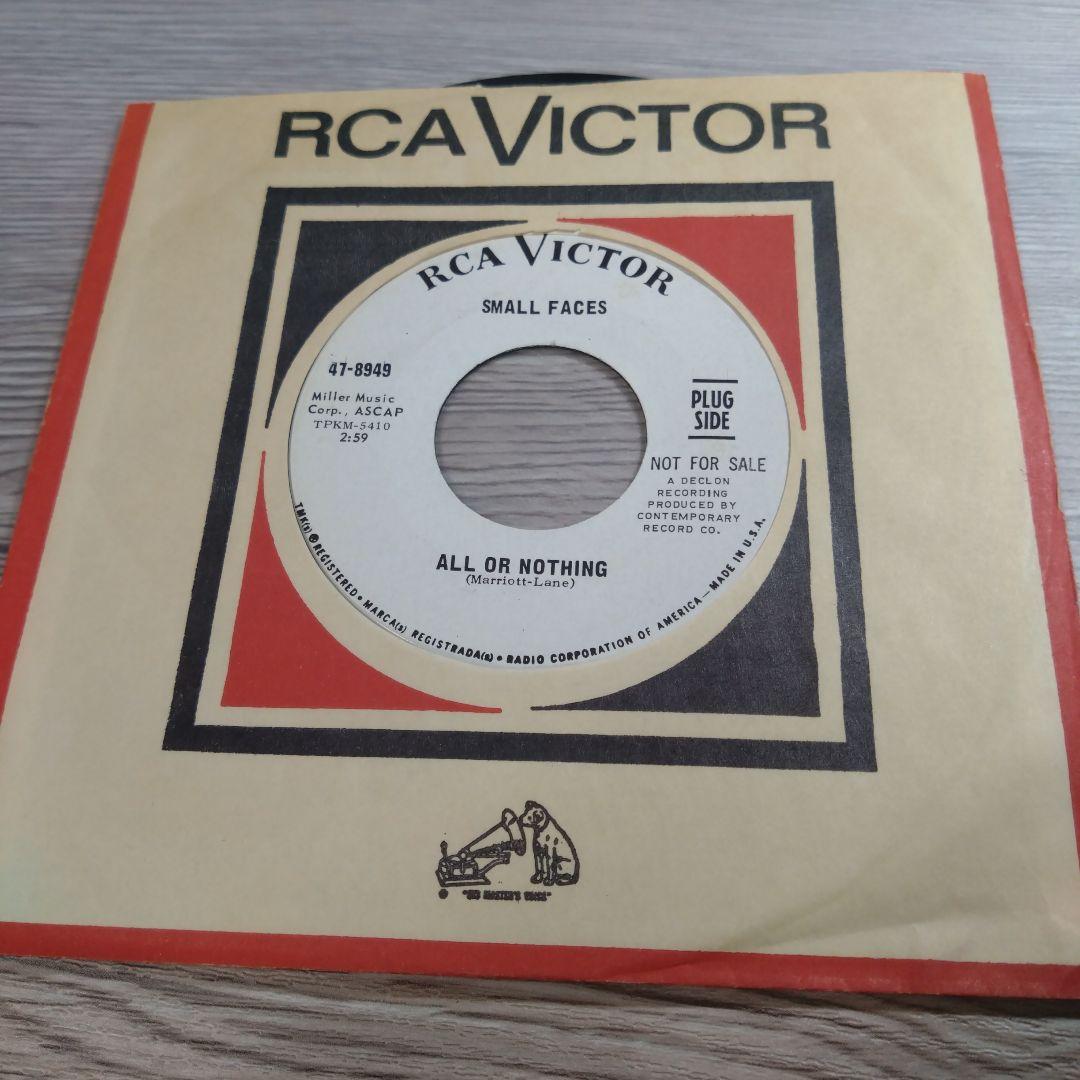 RCA VICTOR
RCA VICTOR
SMALL FACES
47-8949
Miller Music
Corp., ASCAP
TPKM-5410
2:59
PLUG
SIDE
NOT FOR SALE
A DECLON
RECORDING
PRODUCED BY
CONTEMPORARY
RECORD CO.
ALL OR NOTHING
(Marriott-Lane)
TMK(s) ® REGISTERED • MARCA(s) REGISTRADA(s) • RADIO CORPORATION OF AMERICA—MADE IN U.S.A.
"HIS MASTER'S VOICE"